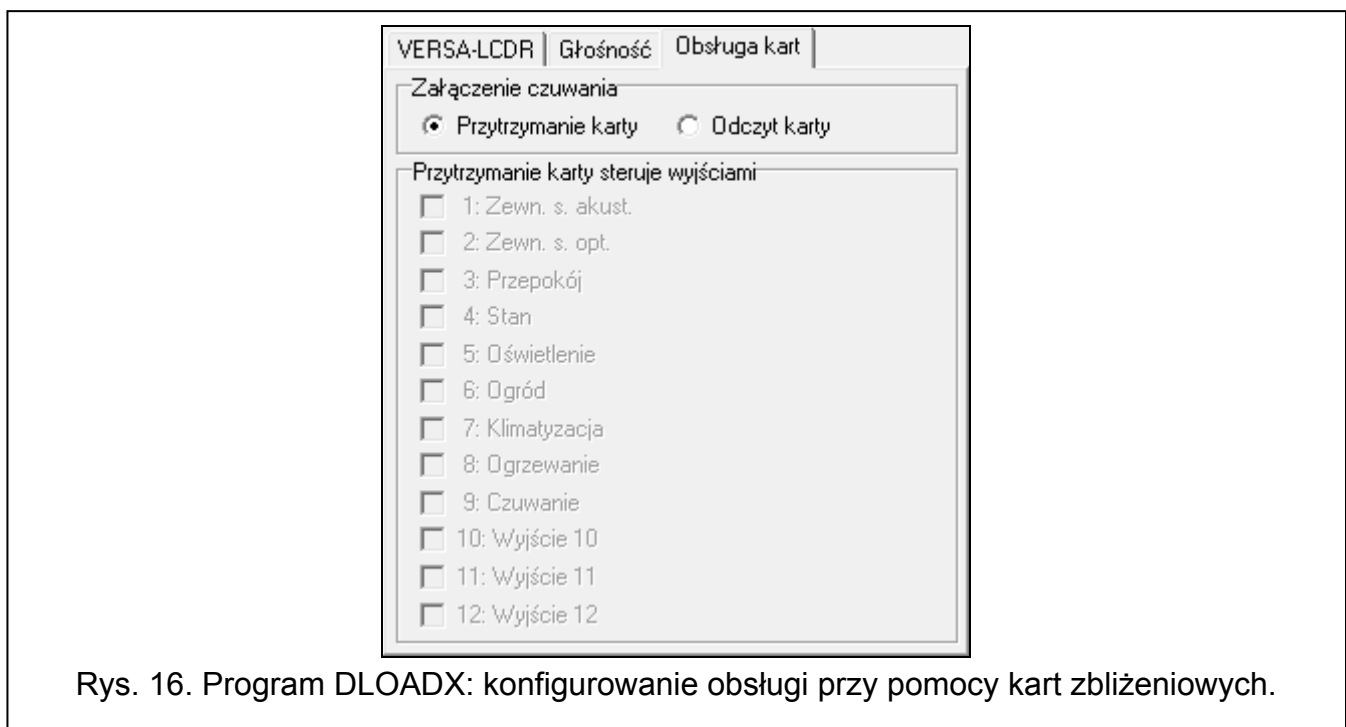 VERSA-LCDR Głośność Obsługa kart
Załączenie czuwania
Przytrzymanie karty Odczyt karty
Przytrzymanie karty steruje wyjściami
1: Zewn. s. akust.
2: Zewn. s. opt.
3: Przepokój
4: Stan
5: Oświetlenie
6: Ogród
7: Klimatyzacja
8: Ogrzewanie
9: Czuwanie
10: Wyjście 10
11: Wyjście 11
12: Wyjście 12
Rys. 16. Program DLOADX: konfigurowanie obsługi przy pomocy kart zbliżeniowych.